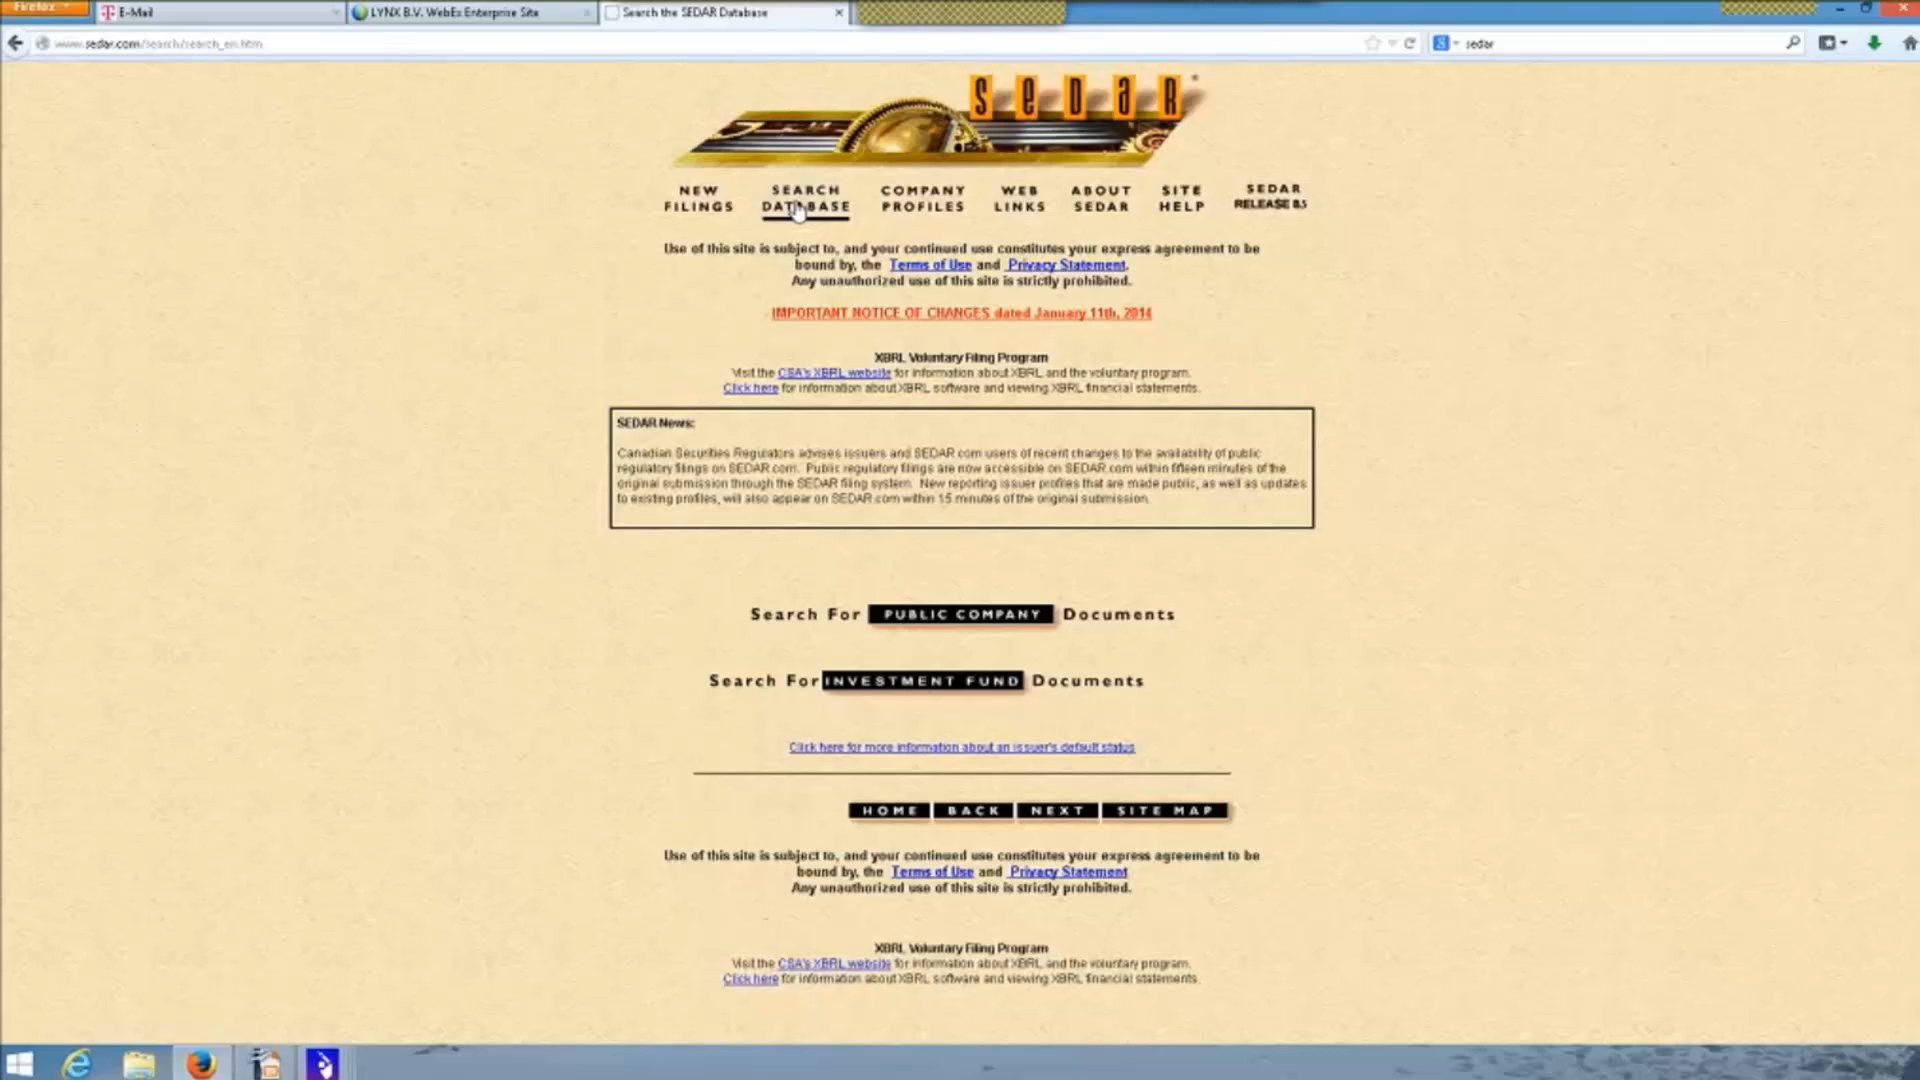 Firefox
E-Mail
LYNX B.V. WebEx Enterprise Site
Search the SEDAR Database
www.sedar.com/search/search_en.htm
sedar
SEDAR
NEW FILINGS
SEARCH DATABASE
COMPANY PROFILES
WEB LINKS
ABOUT SEDAR
SITE HELP
SEDAR RELEASE 8.5
Use of this site is subject to, and your continued use constitutes your express agreement to be
bound by, the Terms of Use and Privacy Statement.
Any unauthorized use of this site is strictly prohibited.
IMPORTANT NOTICE OF CHANGES dated January 11th, 2014
XBRL Voluntary Filing Program
Visit the CSA's XBRL website for information about XBRL and the voluntary program.
Click here for information about XBRL software and viewing XBRL financial statements.
SEDAR News:
Canadian Securities Regulators advises issuers and SEDAR.com users of recent changes to the availability of public
regulatory filings on SEDAR.com. Public regulatory filings are now accessible on SEDAR.com within fifteen minutes of the
original submission through the SEDAR filing system. New reporting issuer profiles that are made public, as well as updates
to existing profiles, will also appear on SEDAR.com within 15 minutes of the original submission.
Search For PUBLIC COMPANY Documents
Search For INVESTMENT FUND Documents
Click here for more information about an issuer's default status
HOME BACK NEXT SITE MAP
Use of this site is subject to, and your continued use constitutes your express agreement to be
bound by, the Terms of Use and Privacy Statement
Any unauthorized use of this site is strictly prohibited.
XBRL Voluntary Filing Program
Visit the CSA's XBRL website for information about XBRL and the voluntary program.
Click here for information about XBRL software and viewing XBRL financial statements.